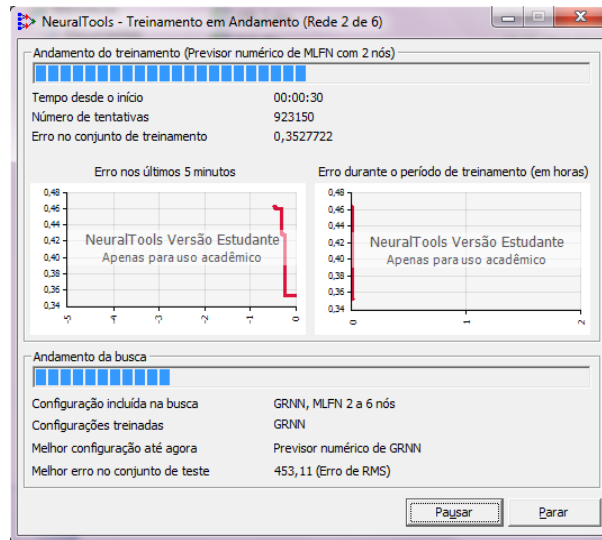 NeuralTools - Treinamento em Andamento (Rede 2 de 6)
Andamento do treinamento (Previsor numérico de MLFN com 2 nós)
Tempo desde o início 00:00:30
Número de tentativas 923150
Erro no conjunto de treinamento 0,3527722
Erro nos últimos 5 minutos
0,48
0,46
0,44
0,42
0,40
0,38
0,36
0,34
-5 -4 -3 -2 -1 0
NeuralTools Versão Estudante
Apenas para uso acadêmico
Erro durante o período de treinamento (em horas)
0,48
0,46
0,44
0,42
0,40
0,38
0,36
0,34
0 1 2
NeuralTools Versão Estudante
Apenas para uso acadêmico
Andamento da busca
Configuração incluída na busca GRNN, MLFN 2 a 6 nós
Configurações treinadas GRNN
Melhor configuração até agora Previsor numérico de GRNN
Melhor erro no conjunto de teste 453,11 (Erro de RMS)
Pausar Parar